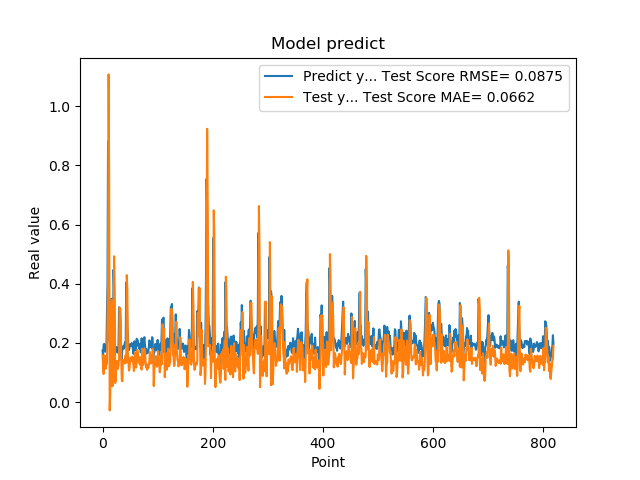 Model predict
Predict y... Test Score RMSE= 0.0875
Test y... Test Score MAE= 0.0662
Real value
1.0
0.8
0.6
0.4
0.2
0.0
0 200 400 600 800
Point